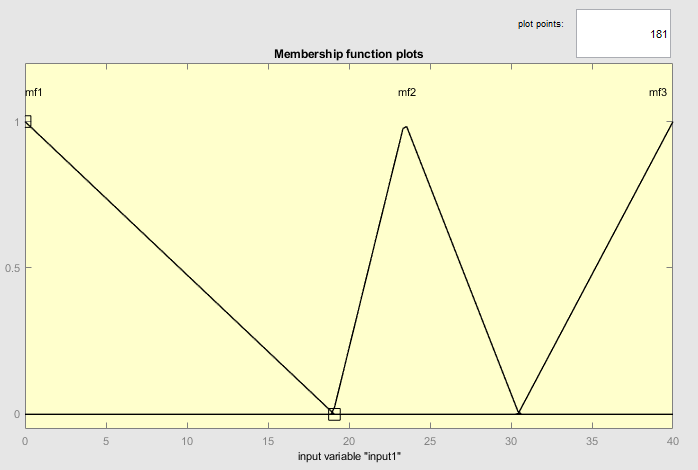 plot points:
181
Membership function plots
mf1 mf2 mf3
1
0.5
0
0 5 10 15 20 25 30 35 40
input variable "input1"